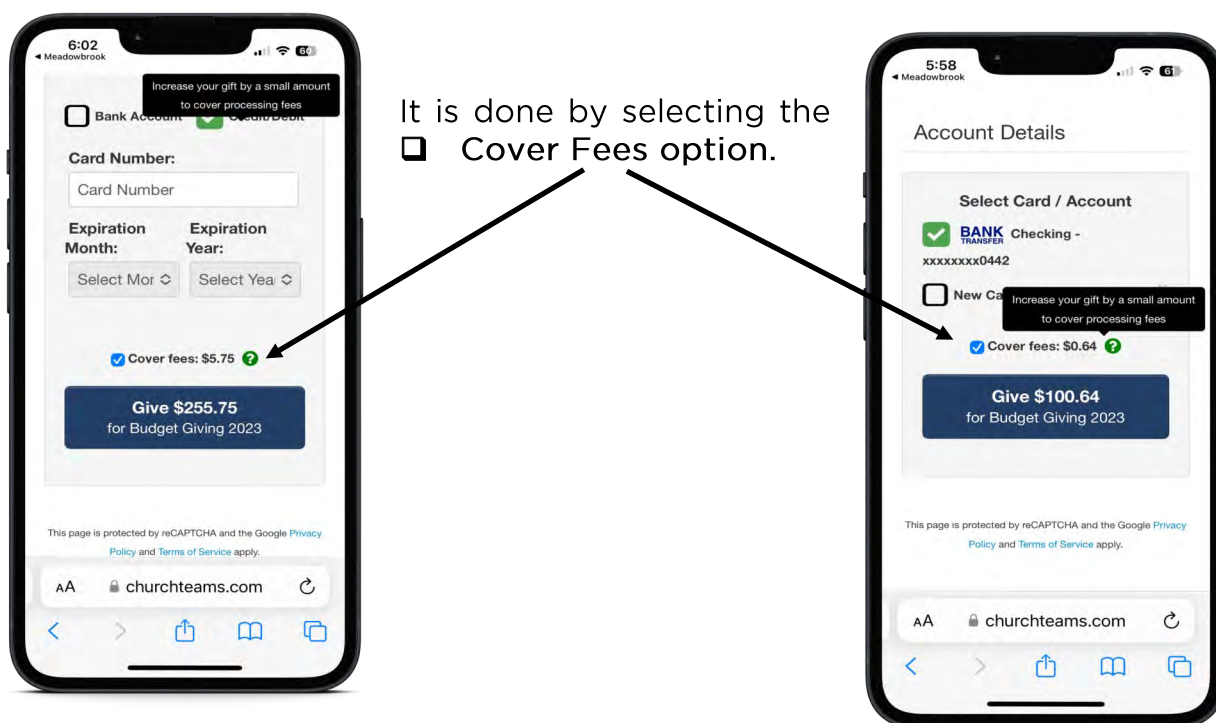 6:02
60
◄ Meadowbrook
Increase your gift by a small amount
to cover processing fees
Bank Account Credit/Debit
Card Number:
Card Number
Expiration Month:
Expiration Year:
Select Mor
Select Yea
Cover fees: $5.75 ?
Give $255.75
for Budget Giving 2023
This page is protected by reCAPTCHA and the Google Privacy
Policy and Terms of Service apply.
AA churchteams.com
It is done by selecting the
❑ Cover Fees option.
5:58
61
◄ Meadowbrook
Account Details
Select Card / Account
BANK TRANSFER Checking -
xxxxxxxx0442
New Ca
Increase your gift by a small amount
to cover processing fees
Cover fees: $0.64 ?
Give $100.64
for Budget Giving 2023
This page is protected by reCAPTCHA and the Google Privacy
Policy and Terms of Service apply.
AA churchteams.com